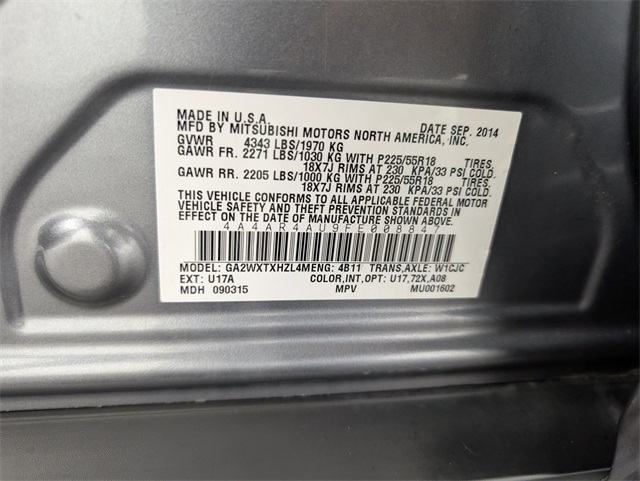 MADE IN U.S.A. DATE SEP. 2014
MFD BY MITSUBISHI MOTORS NORTH AMERICA, INC.
GVWR 4343 LBS/1970 KG
GAWR FR. 2271 LBS/1030 KG WITH P225/55R18 TIRES,
18X7J RIMS AT 230 KPA/33 PSI COLD.
GAWR RR. 2205 LBS/1000 KG WITH P225/55R18 TIRES,
18X7J RIMS AT 230 KPA/33 PSI COLD.
THIS VEHICLE CONFORMS TO ALL APPLICABLE FEDERAL MOTOR
VEHICLE SAFETY AND THEFT PREVENTION STANDARDS IN
EFFECT ON THE DATE OF MANUFACTURE SHOWN ABOVE.
4A4AR4AU9FE008847
MODEL: GA2WXTXHZL4MENG: 4B11 TRANS,AXLE: W1CJC
EXT: U17A COLOR,INT,OPT: U17,72X,A08
MDH 090315 MPV MU001602